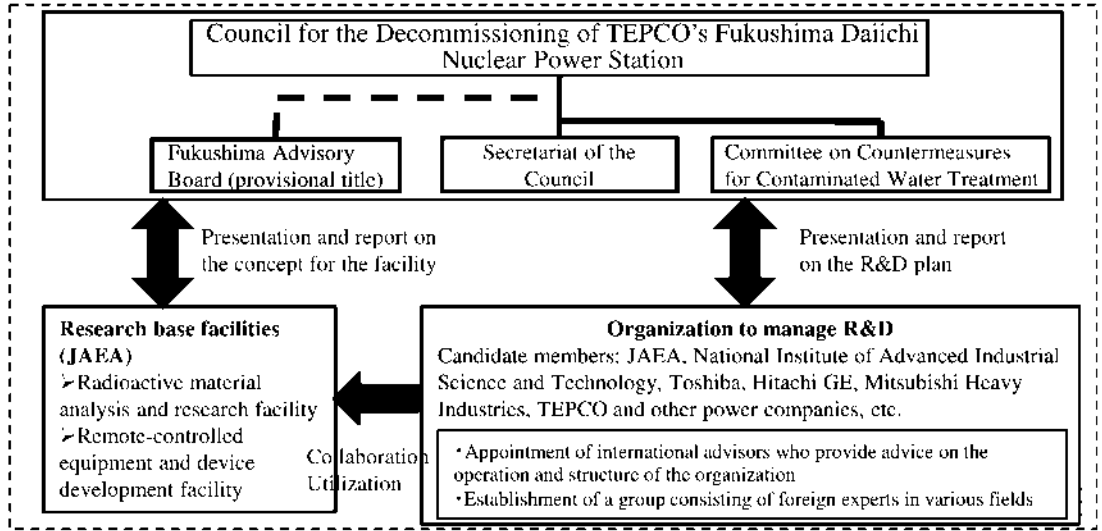 Council for the Decommissioning of TEPCO's Fukushima Daiichi
Nuclear Power Station
Fukushima Advisory
Board (provisional title)
Secretariat of the
Council
Committee on Countermeasures
for Contaminated Water Treatment
Presentation and report on
the concept for the facility
Presentation and report
on the R&D plan
Research base facilities
(JAEA)
➢Radioactive material
analysis and research facility
➢Remote-controlled
equipment and device
development facility
Collaboration
Utilization
Organization to manage R&D
Candidate members: JAEA, National Institute of Advanced Industrial
Science and Technology, Toshiba, Hitachi GE, Mitsubishi Heavy
Industries, TEPCO and other power companies, etc.
・Appointment of international advisors who provide advice on the
operation and structure of the organization
・Establishment of a group consisting of foreign experts in various fields